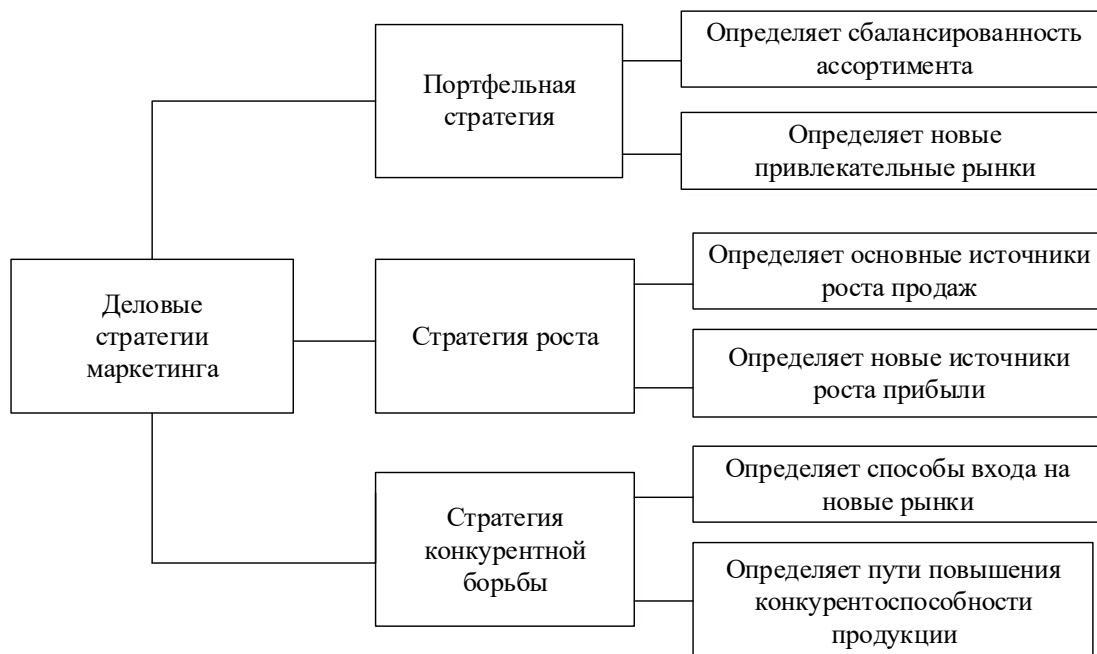 Деловые
стратегии
маркетинга
Портфельная
стратегия
Определяет сбалансированность
ассортимента
Определяет новые
привлекательные рынки
Стратегия роста
Определяет основные источники
роста продаж
Определяет новые источники
роста прибыли
Стратегия
конкурентной
борьбы
Определяет способы входа на
новые рынки
Определяет пути повышения
конкурентоспособности
продукции